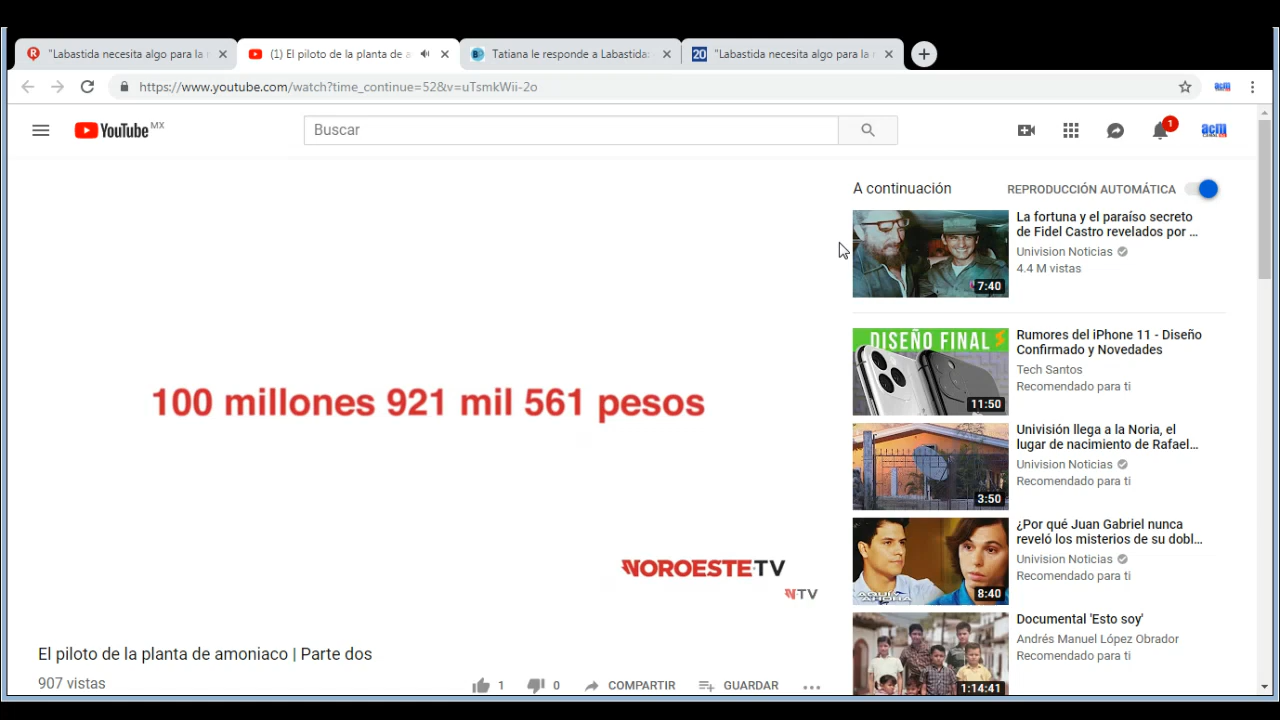 "Labastida necesita algo para la
(1) El piloto de la planta de a
Tatiana le responde a Labastida:
20
"Labastida necesita algo para la
https://www.youtube.com/watch?time_continue=52&v=uTsmkWii-2o
YouTube MX
Buscar
1
acm
A continuación
REPRODUCCIÓN AUTOMÁTICA
La fortuna y el paraíso secreto
de Fidel Castro revelados por ...
Univision Noticias
4.4 M vistas
7:40
DISEÑO FINAL
Rumores del iPhone 11 - Diseño
Confirmado y Novedades
Tech Santos
Recomendado para ti
11:50
Univisión llega a la Noria, el
lugar de nacimiento de Rafael...
Univision Noticias
Recomendado para ti
3:50
¿Por qué Juan Gabriel nunca
reveló los misterios de su dobl...
Univision Noticias
Recomendado para ti
AQUÍ Y
AHORA
8:40
Documental 'Esto soy'
Andrés Manuel López Obrador
Recomendado para ti
1:14:41
100 millones 921 mil 561 pesos
NOROESTE TV
NTV
El piloto de la planta de amoniaco | Parte dos
907 vistas
1
0
COMPARTIR
GUARDAR